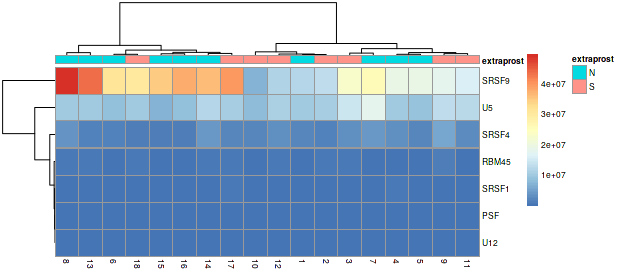 extraprost
SRSF9
U5
SRSF4
RBM45
SRSF1
PSF
U12
8 13 6 18 15 16 14 17 10 12 1 2 3 7 4 5 9 11
4e+07
3e+07
2e+07
1e+07
extraprost
N
S